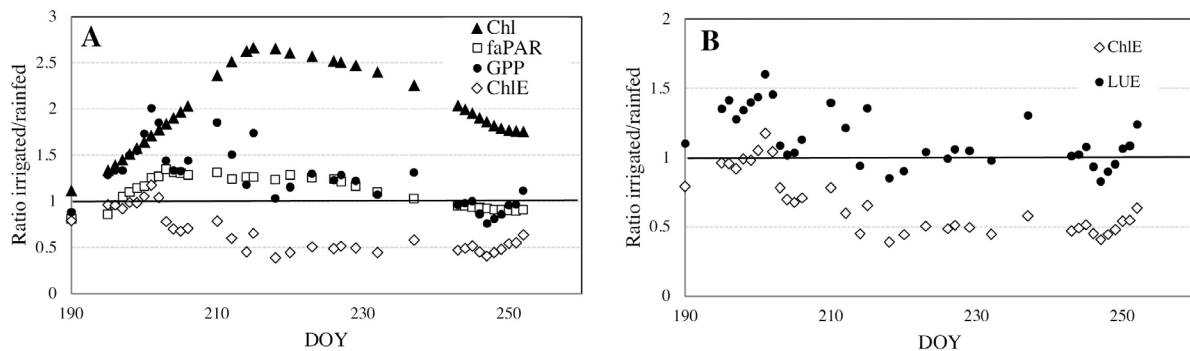 A
Chl
faPAR
GPP
ChlE
Ratio irrigated/rainfed
3
2.5
2
1.5
1
0.5
0
190
210
230
250
DOY
B
ChlE
LUE
Ratio irrigated/rainfed
2
1.5
1
0.5
0
190
210
230
250
DOY